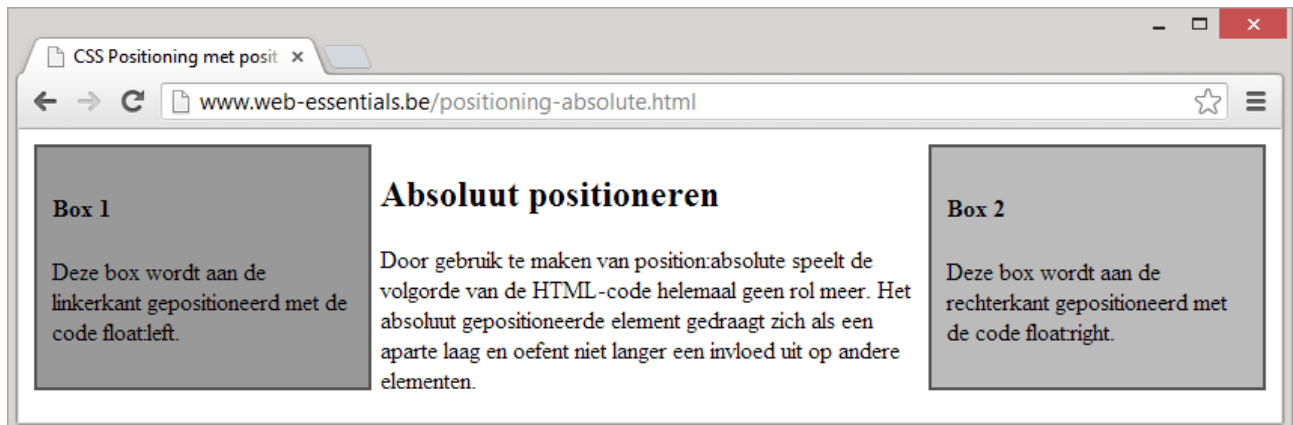 CSS Positioning met posit
www.web-essentials.be/positioning-absolute.html
Box 1
Deze box wordt aan de
linkerkant gepositioneerd met de
code float:left.
Absoluut positioneren
Door gebruik te maken van position:absolute speelt de
volgorde van de HTML-code helemaal geen rol meer. Het
absoluut gepositioneerde element gedraagt zich als een
aparte laag en oefent niet langer een invloed uit op andere
elementen.
Box 2
Deze box wordt aan de
rechterkant gepositioneerd met
de code float:right.